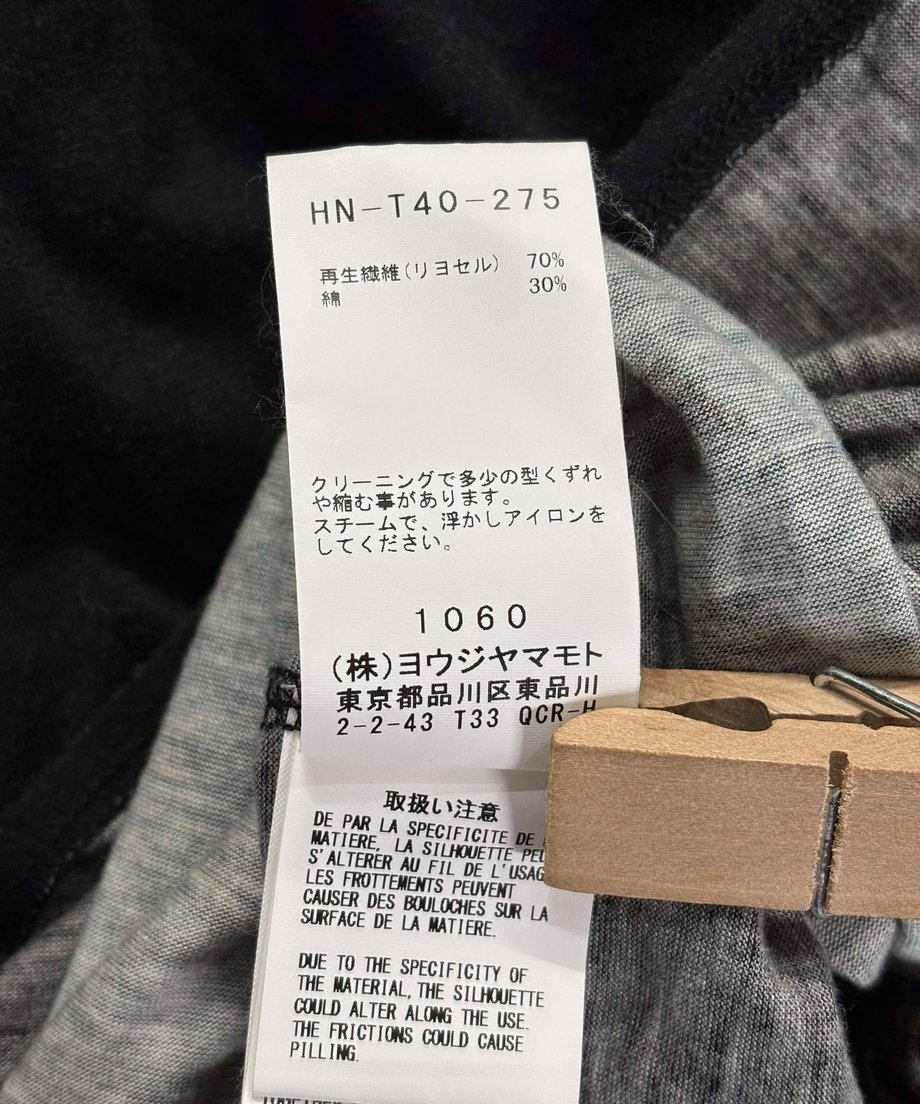 HN-T40-275
再生繊維(リヨセル) 70%
綿 30%
クリーニングで多少の型くずれ
や縮む事があります。
スチームで、浮かしアイロンを
してください。
1060
(株)ヨウジヤマモト
東京都品川区東品川
2-2-43 T33 QCR-H
取扱い注意
DE PAR LA SPECIFICITE DE
MATIERE, LA SILHOUETTE
S'ALTERER AU FIL DE L'USAG
LES FROTTEMENTS PEUVENT
CAUSER DES BOULOCHES SUR LA
SURFACE DE LA MATIERE.
DUE TO THE SPECIFICITY OF
THE MATERIAL, THE SILHOUETTE
COULD ALTER ALONG THE USE.
THE FRICTIONS COULD CAUSE
PILLING.